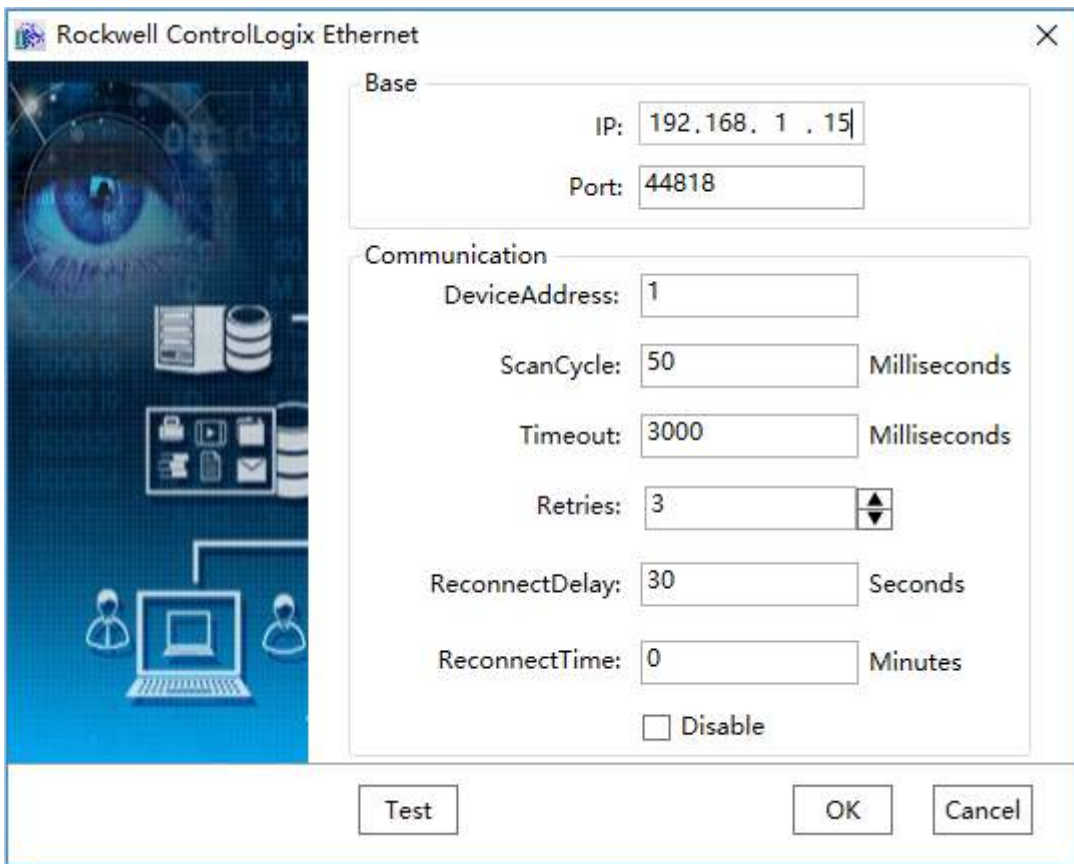 Rockwell ControlLogix Ethernet
Base
IP: 192.168. 1 . 15
Port: 44818
Communication
DeviceAddress: 1
ScanCycle: 50 Milliseconds
Timeout: 3000 Milliseconds
Retries: 3
ReconnectDelay: 30 Seconds
ReconnectTime: 0 Minutes
Disable
Test OK Cancel